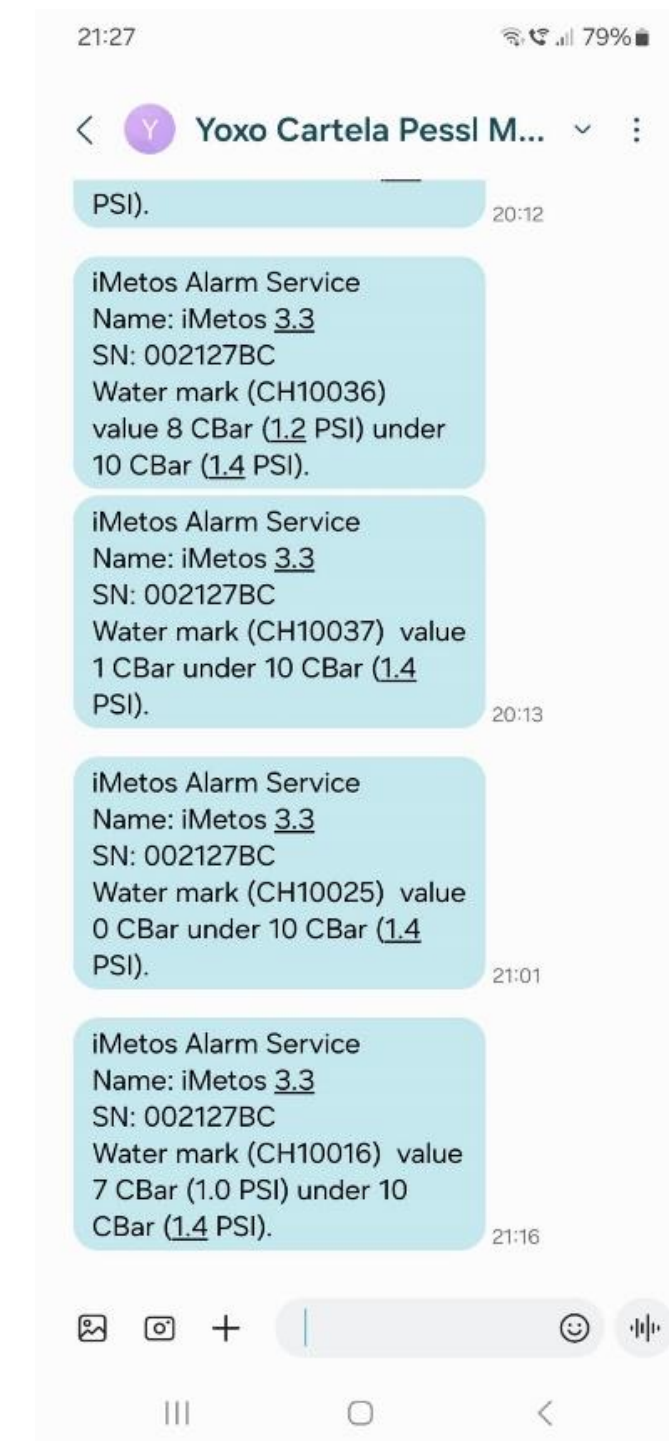 21:27
79%
Y
Yoxo Cartela Pessl M...
PSI).
20:12
iMetos Alarm Service
Name: iMetos 3.3
SN: 002127BC
Water mark (CH10036)
value 8 CBar (1.2 PSI) under
10 CBar (1.4 PSI).
iMetos Alarm Service
Name: iMetos 3.3
SN: 002127BC
Water mark (CH10037)  value
1 CBar under 10 CBar (1.4
PSI).
20:13
iMetos Alarm Service
Name: iMetos 3.3
SN: 002127BC
Water mark (CH10025)  value
0 CBar under 10 CBar (1.4
PSI).
21:01
iMetos Alarm Service
Name: iMetos 3.3
SN: 002127BC
Water mark (CH10016)  value
7 CBar (1.0 PSI) under 10
CBar (1.4 PSI).
21:16